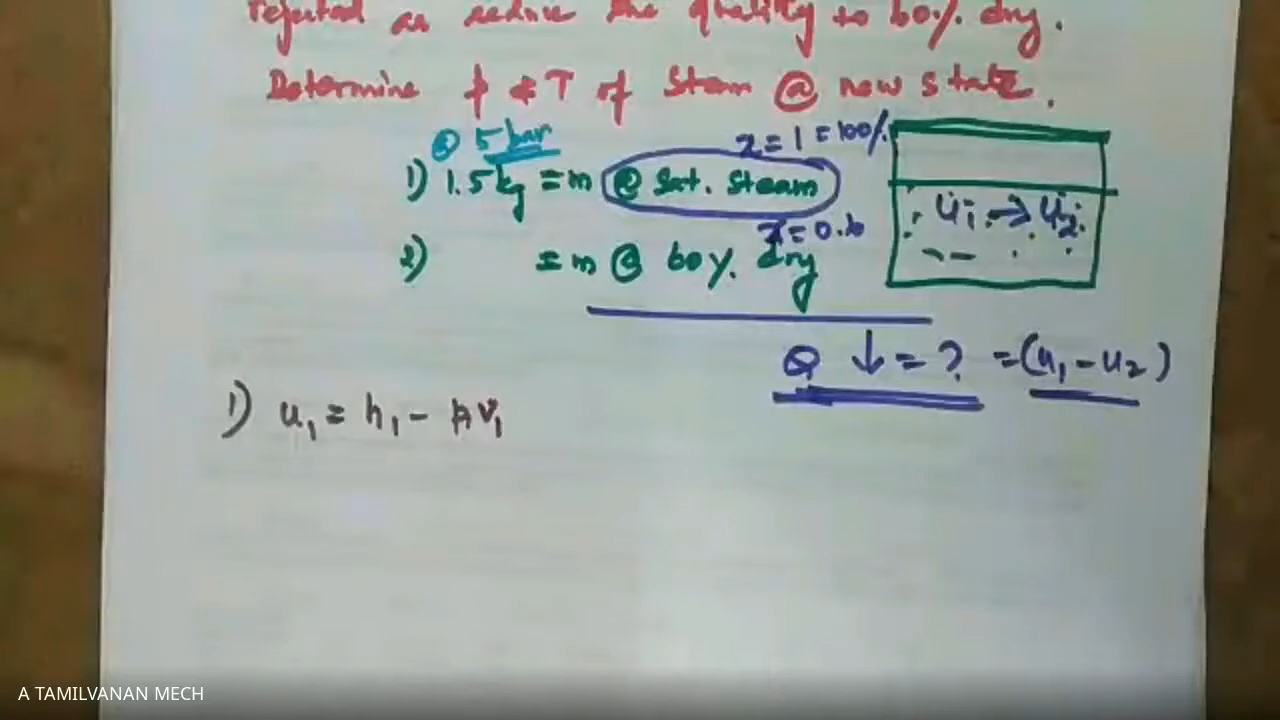 rejected as reduce the quality to 60% dry.
Determine p & T of Steam @ new state.
@ 5 bar
x = 1 = 100%
1) 1.5 kg = m @ Sat. Steam
u₁ → u₂
x = 0.6
2) = m @ 60%. dry
Q ↓ = ? = (u₁ - u₂)
1) u₁ = h₁ - p₁v₁
A TAMILVANAN MECH